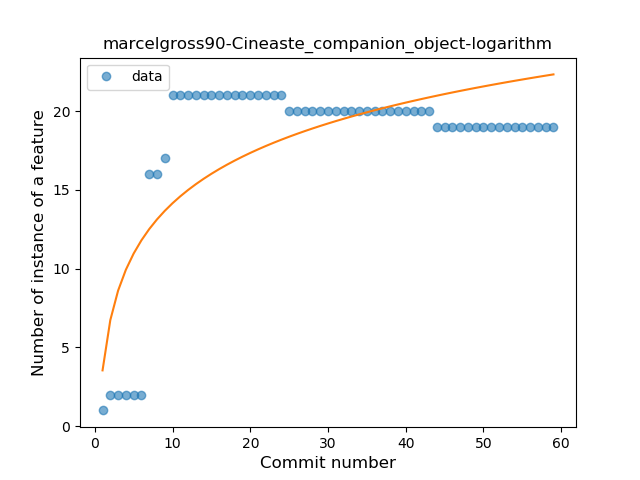 marcelgross90-Cineaste_companion_object-logarithm
data
Number of instance of a feature
20
15
10
5
0
0 10 20 30 40 50 60
Commit number